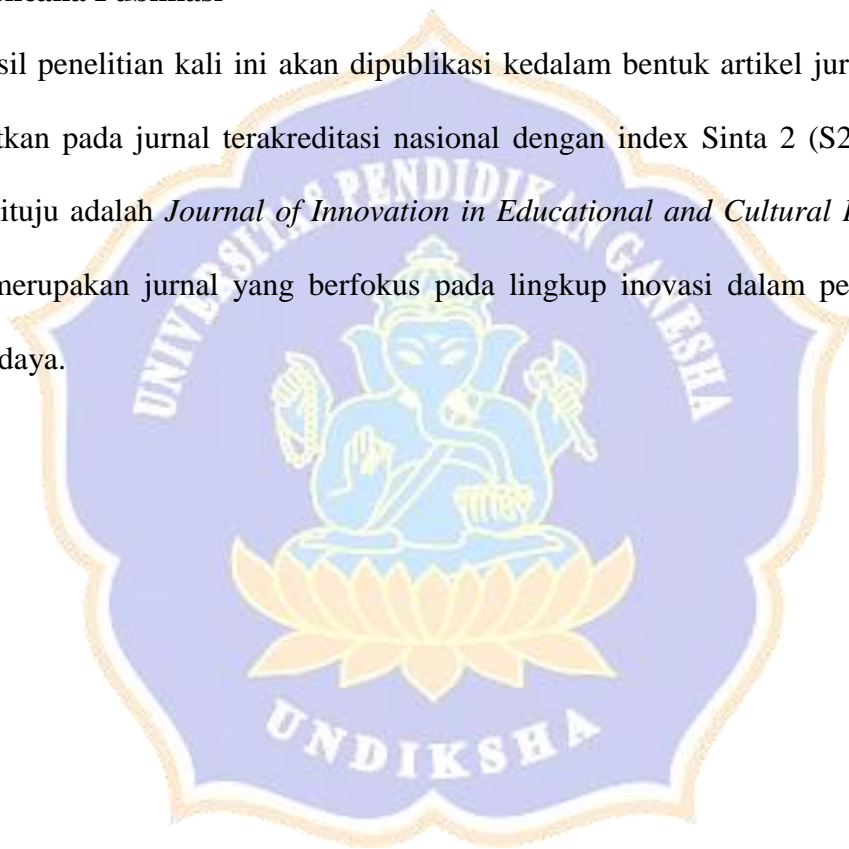 sil penelitian kali ini akan dipublikasi kedalam bentuk artikel jur
tkan pada jurnal terakreditasi nasional dengan index Sinta 2 (S2
ituju adalah Journal of Innovation in Educational and Cultural
merupakan jurnal yang berfokus pada lingkup inovasi dalam pe
daya.
UNIVERSITAS PENDIDIKAN GANESHA
UNDIKSHA